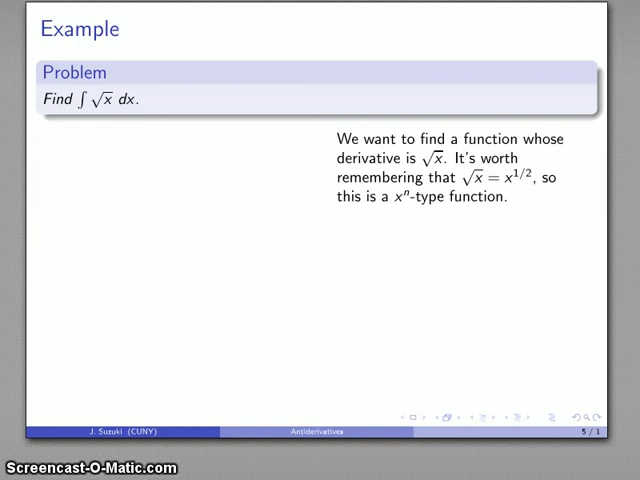 Example
Problem
Find ∫ √x dx.
We want to find a function whose
derivative is √x. It's worth
remembering that √x = x^{1/2}, so
this is a x^n-type function.
J. Suzuki (CUNY)
Antiderivatives
5 / 1
Screencast-O-Matic.com